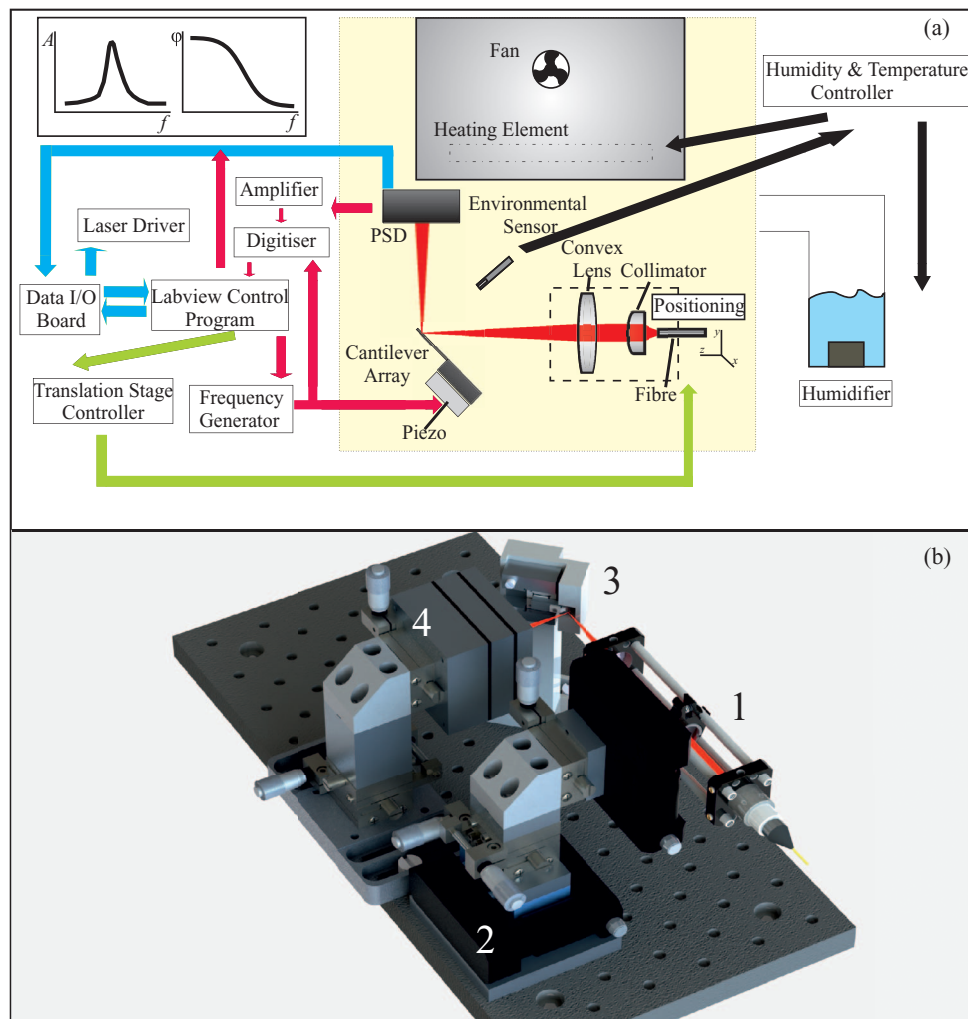 (a)
A
f
φ
f
Fan
Heating Element
Humidity & Temperature
Controller
Amplifier
Laser Driver
Digitiser
PSD
Environmental
Sensor
Convex
Lens
Collimator
Data I/O
Board
Labview Control
Program
Positioning
y
z
x
Cantilever
Array
Fibre
Translation Stage
Controller
Frequency
Generator
Piezo
Humidifier
(b)
3
4
1
2